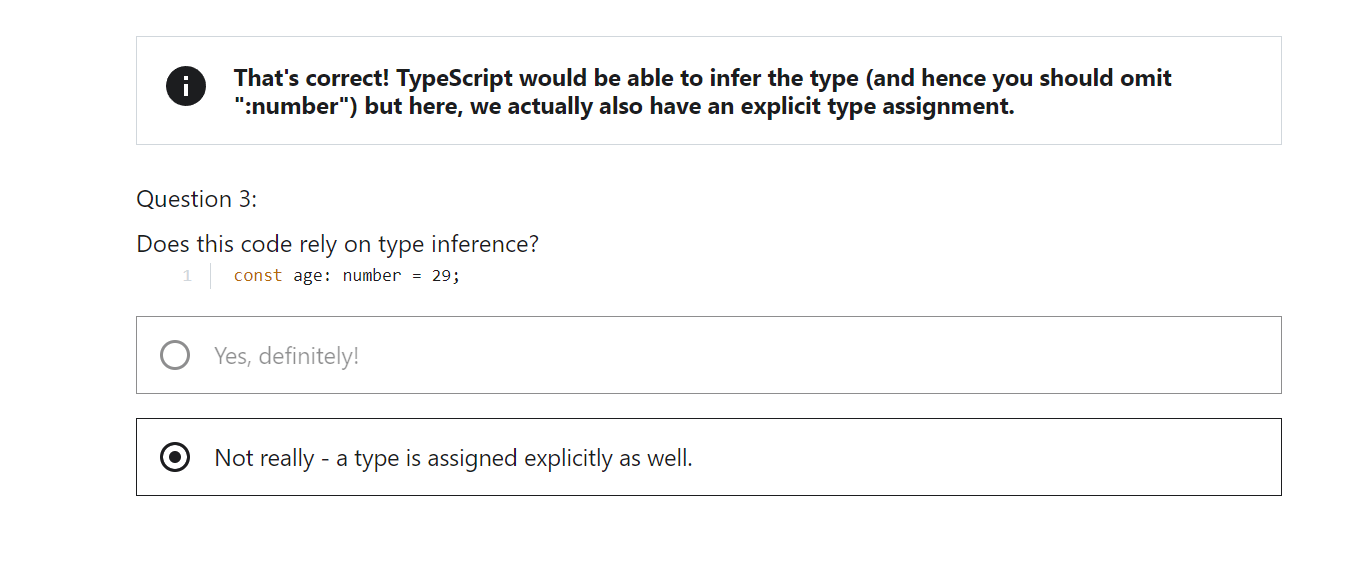 That's correct! TypeScript would be able to infer the type (and hence you should omit
":number") but here, we actually also have an explicit type assignment.
Question 3:
Does this code rely on type inference?
1 const age: number = 29;
Yes, definitely!
Not really - a type is assigned explicitly as well.